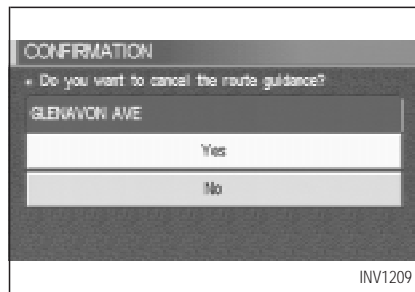 CONFIRMATION
Do you want to cancel the route guidance?
GLENAVON AVE
Yes
No
INV1209